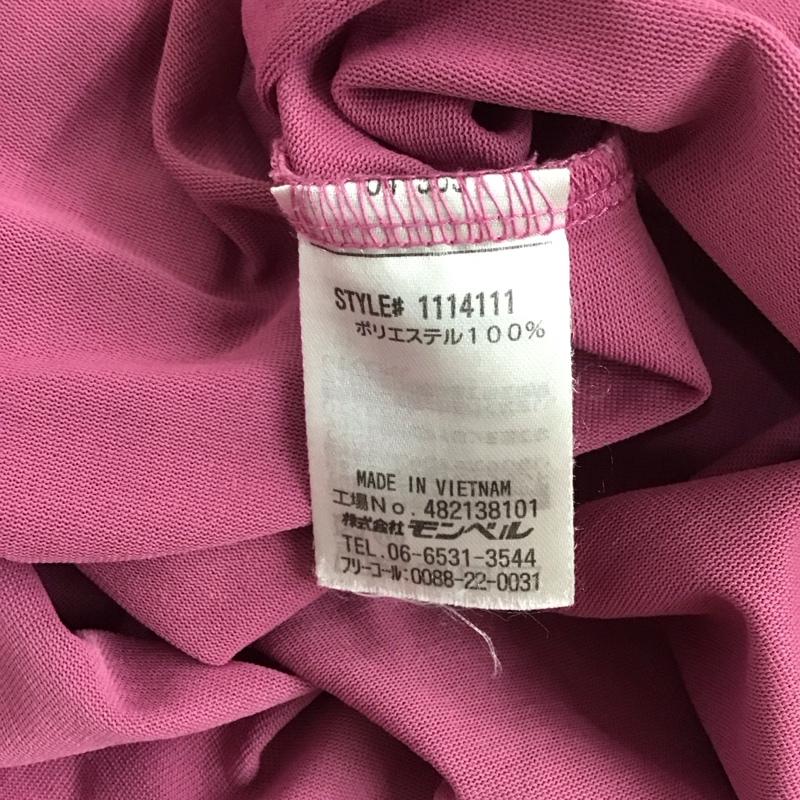 STYLE# 1114111
ポリエステル100%
MADE IN VIETNAM
工場No. 482138101
株式会社 モンベル
TEL.06-6531-3544
フリーコール:0088-22-0031